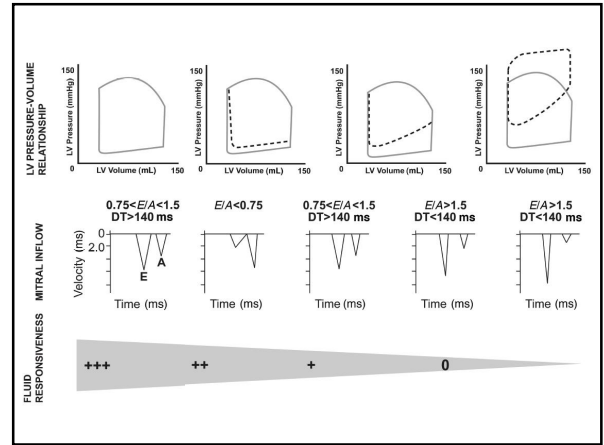 LV PRESSURE-VOLUME
RELATIONSHIP
150
LV Pressure (mmHg)
0
LV Volume (mL)
150
150
LV Pressure (mmHg)
0
LV Volume (mL)
150
150
LV Pressure (mmHg)
0
LV Volume (mL)
150
150
LV Pressure (mmHg)
0
LV Volume (mL)
150
MITRAL INFLOW
0.75<E/A<1.5
DT>140 ms
E/A<0.75
0.75<E/A<1.5
DT>140 ms
E/A>1.5
DT<140 ms
E/A>1.5
DT<140 ms
Velocity (ms)
0
2.0
E
A
Time (ms)
Time (ms)
Time (ms)
Time (ms)
Time (ms)
FLUID
RESPONSIVENESS
+++
++
+
0